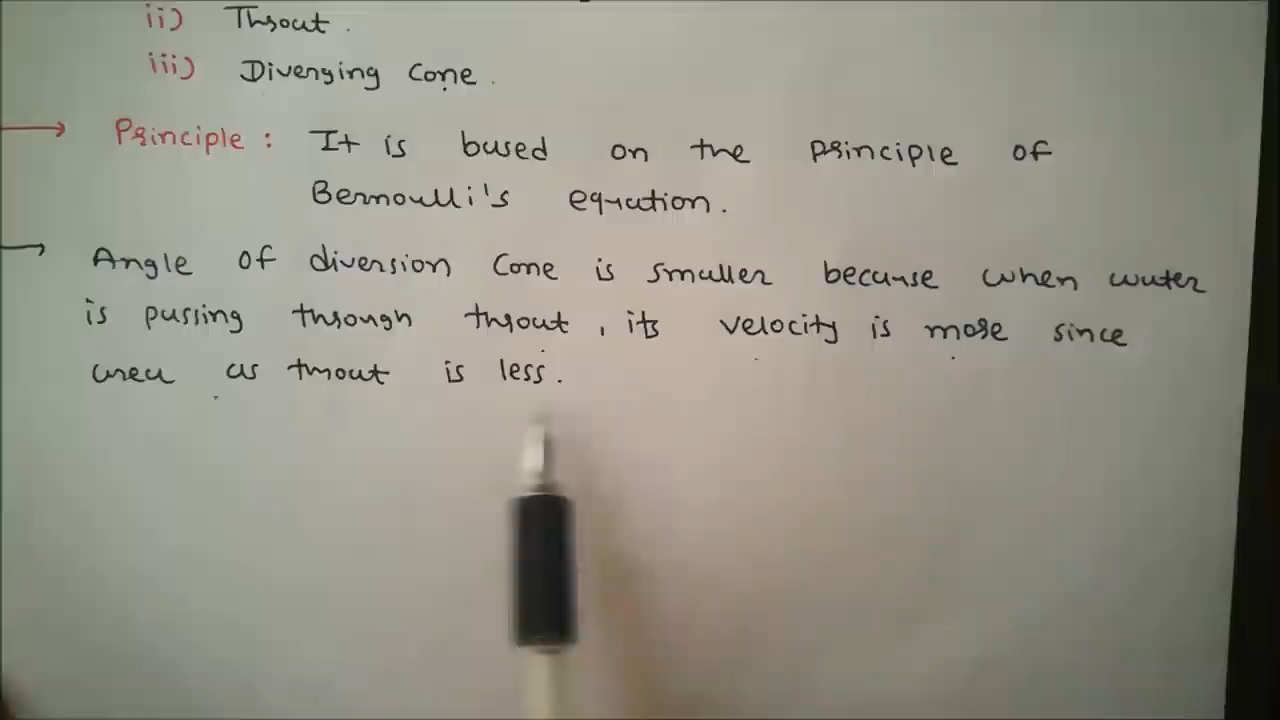 ii) Throat.
iii) Diverging Cone.
Principle: It is based on the principle of
Bernoulli's equation.
Angle of diversion Cone is smaller because when water
is passing through throat, its velocity is more since
area as throat is less.